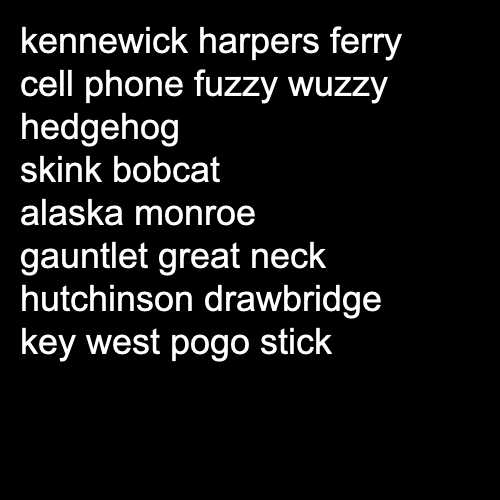 kennewick harpers ferry
cell phone fuzzy wuzzy
hedgehog
skink bobcat
alaska monroe
gauntlet great neck
hutchinson drawbridge
key west pogo stick